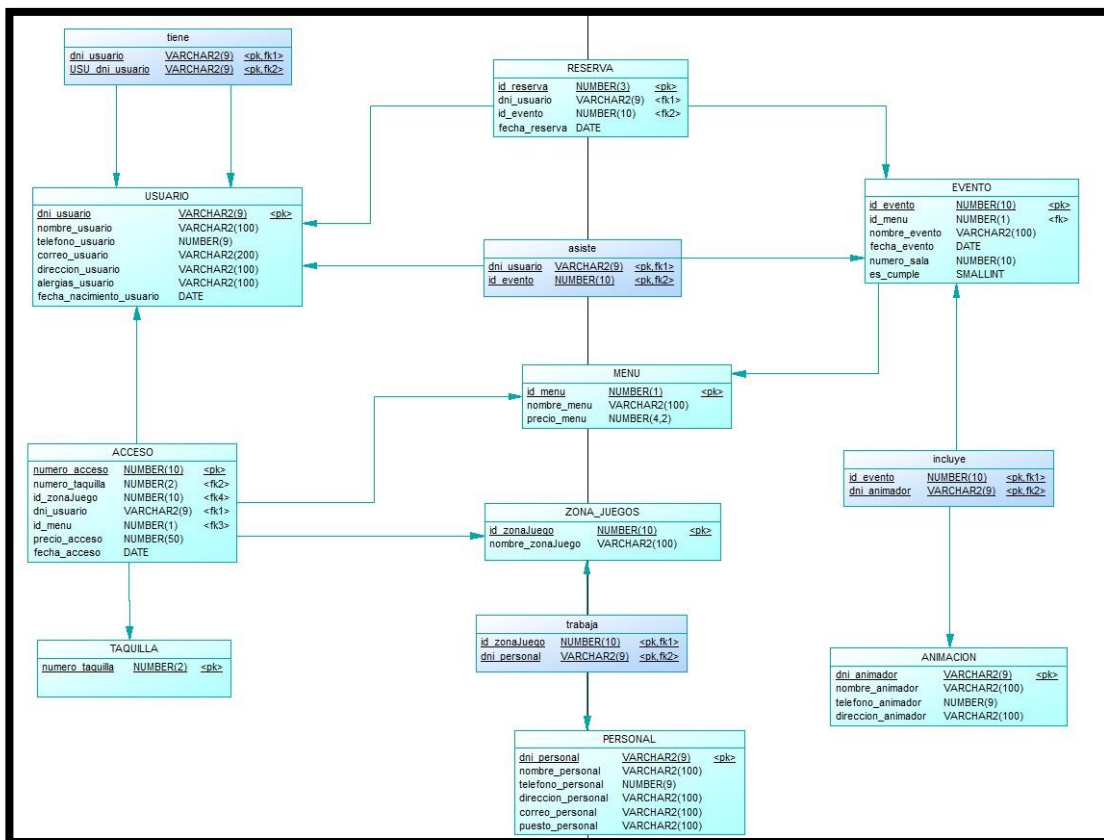 tiene
dni_usuario VARCHAR2(9) <pk,fk1>
USU_dni_usuario VARCHAR2(9) <pk,fk2>
RESERVA
id_reserva NUMBER(3) <pk>
dni_usuario VARCHAR2(9) <fk1>
id_evento NUMBER(10) <fk2>
fecha_reserva DATE
USUARIO
dni_usuario VARCHAR2(9) <pk>
nombre_usuario VARCHAR2(100)
telefono_usuario NUMBER(9)
correo_usuario VARCHAR2(200)
direccion_usuario VARCHAR2(100)
alergias_usuario VARCHAR2(100)
fecha_nacimiento_usuario DATE
EVENTO
id_evento NUMBER(10) <pk>
id_menu NUMBER(1) <fk>
nombre_evento VARCHAR2(100)
fecha_evento DATE
numero_sala NUMBER(10)
es_cumple SMALLINT
asiste
dni_usuario VARCHAR2(9) <pk,fk1>
id_evento NUMBER(10) <pk,fk2>
MENU
id_menu NUMBER(1) <pk>
nombre_menu VARCHAR2(100)
precio_menu NUMBER(4,2)
ACCESO
numero_acceso NUMBER(10) <pk>
numero_taquilla NUMBER(2) <fk2>
id_zonaJuego NUMBER(10) <fk4>
dni_usuario VARCHAR2(9) <fk1>
id_menu NUMBER(1) <fk3>
precio_acceso NUMBER(50)
fecha_acceso DATE
incluye
id_evento NUMBER(10) <pk,fk1>
dni_animador VARCHAR2(9) <pk,fk2>
ZONA_JUEGOS
id_zonaJuego NUMBER(10) <pk>
nombre_zonaJuego VARCHAR2(100)
trabaja
id_zonaJuego NUMBER(10) <pk,fk1>
dni_personal VARCHAR2(9) <pk,fk2>
TAQUILLA
numero_taquilla NUMBER(2) <pk>
ANIMACION
dni_animador VARCHAR2(9) <pk>
nombre_animador VARCHAR2(100)
telefono_animador NUMBER(9)
direccion_animador VARCHAR2(100)
PERSONAL
dni_personal VARCHAR2(9) <pk>
nombre_personal VARCHAR2(100)
telefono_personal NUMBER(9)
direccion_personal VARCHAR2(100)
correo_personal VARCHAR2(100)
puesto_personal VARCHAR2(100)